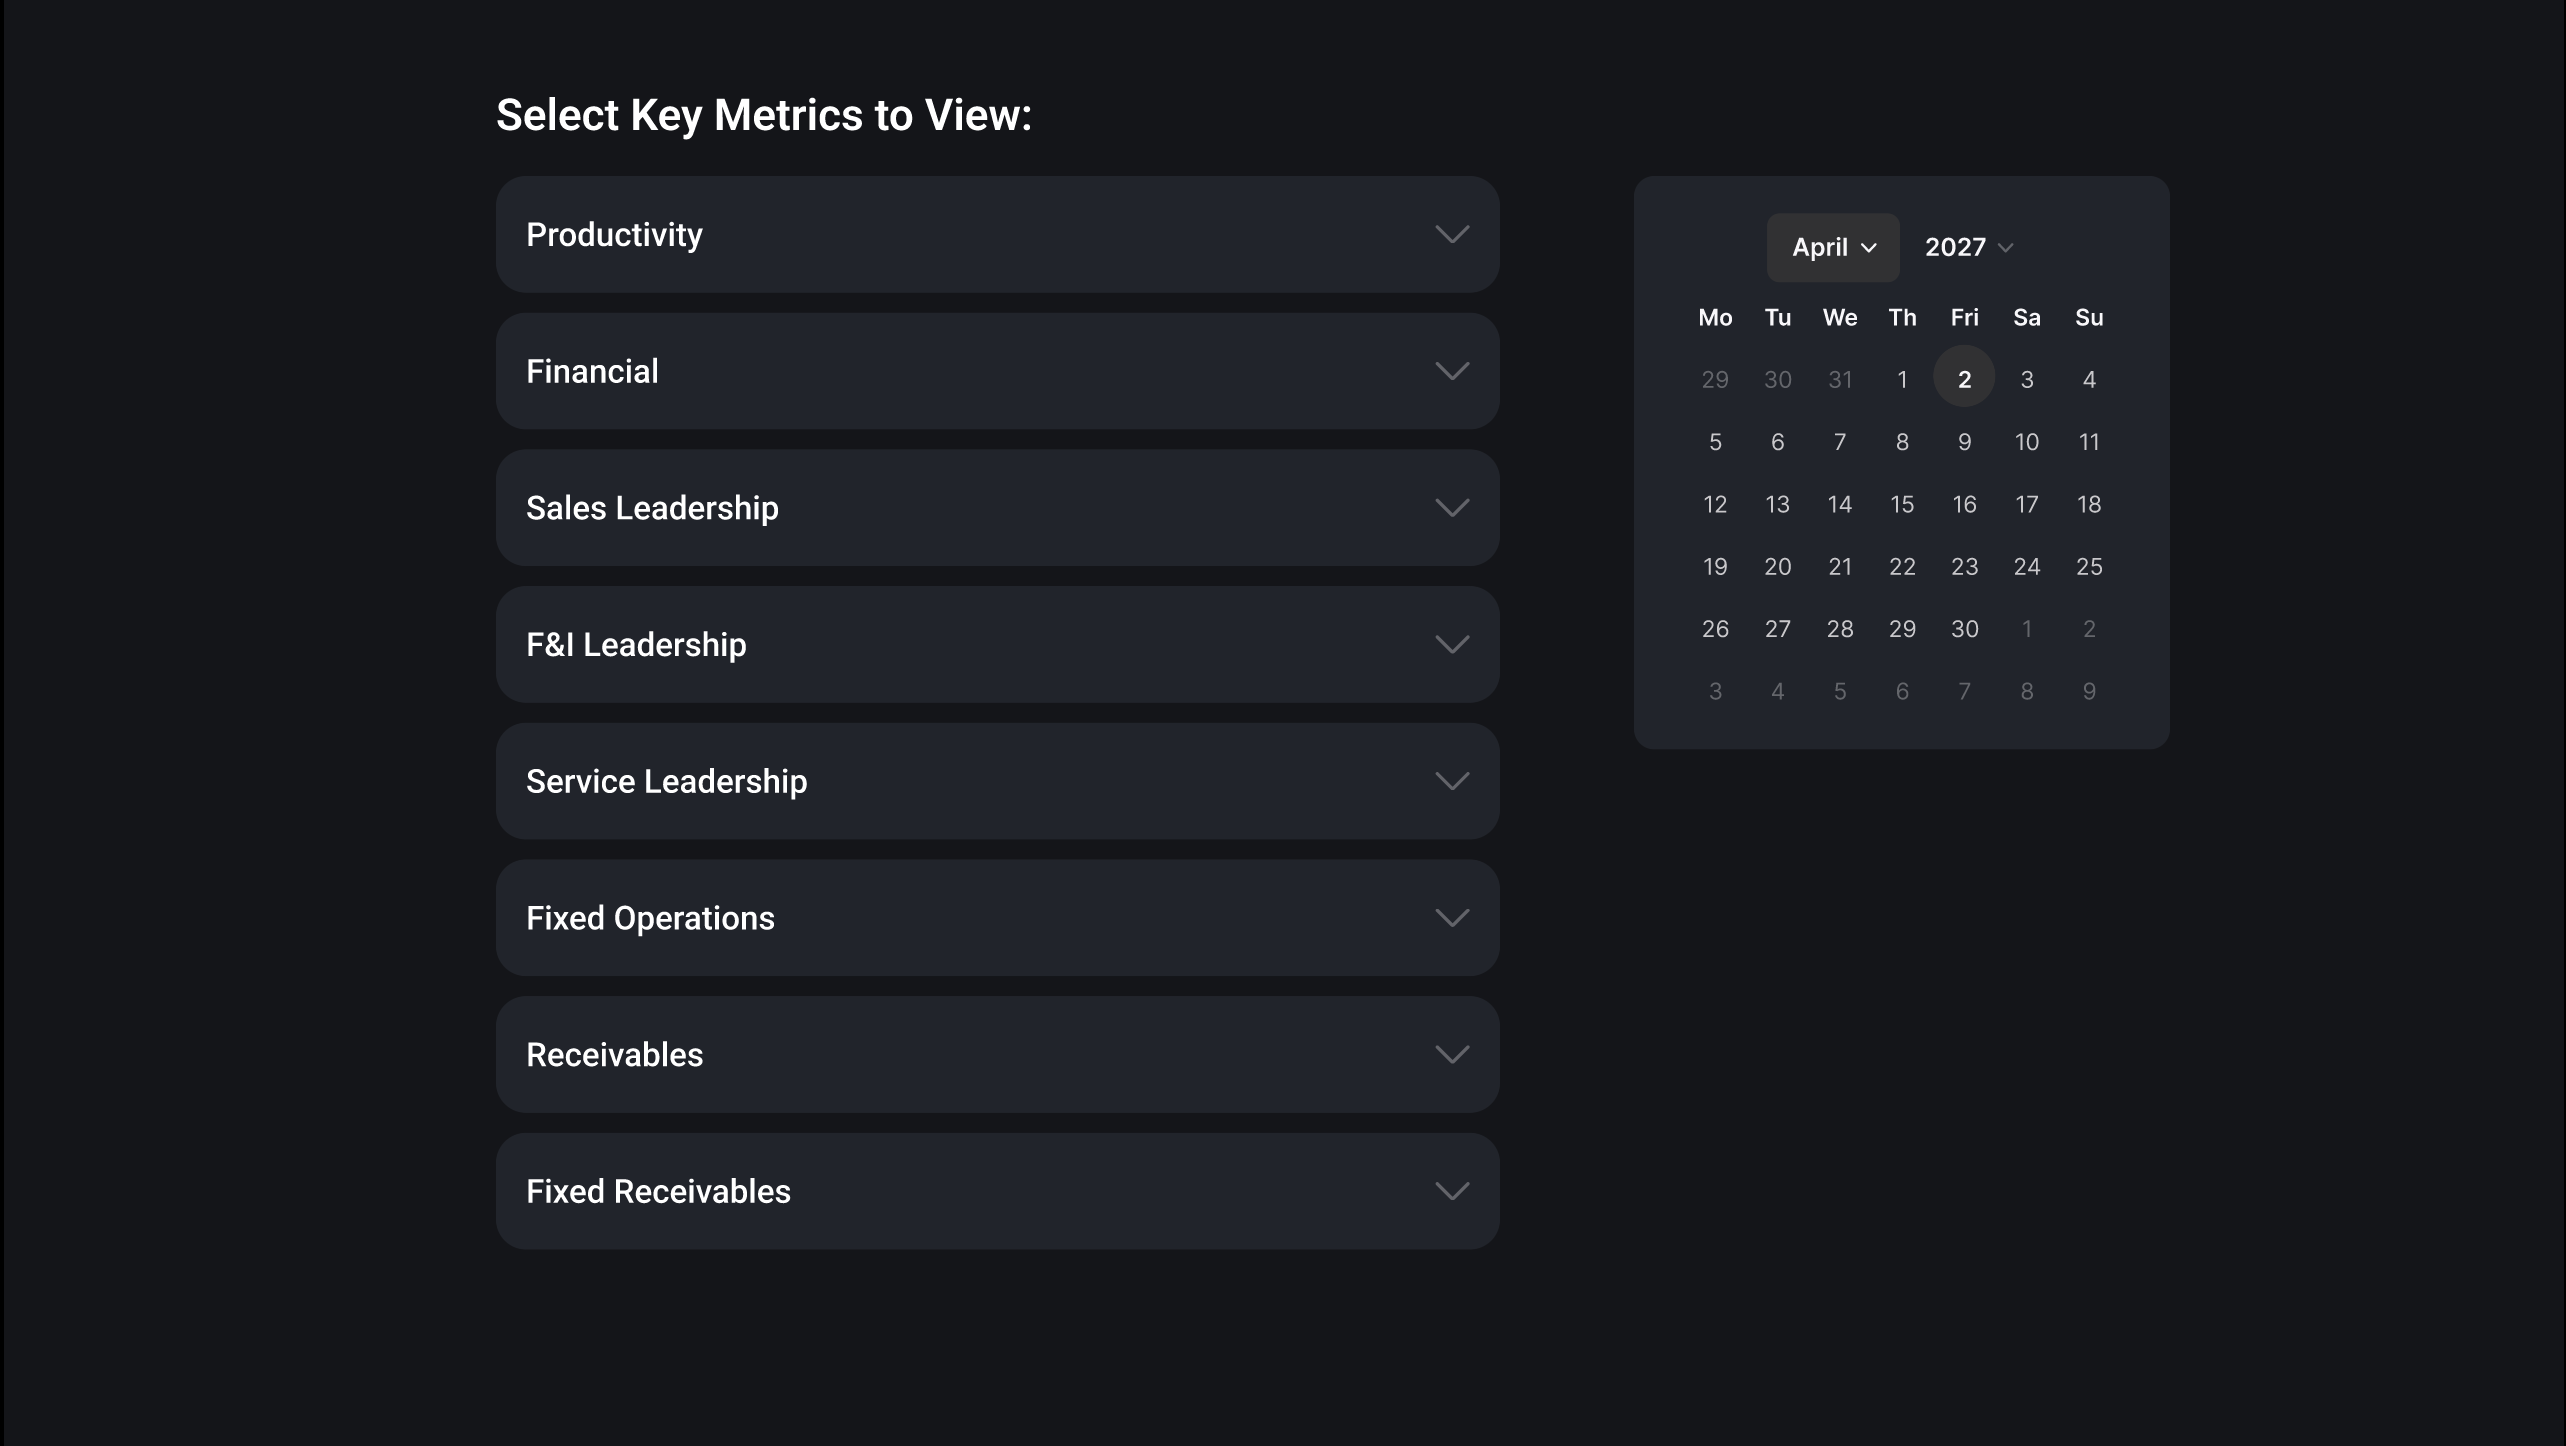 Select Key Metrics to View:
Productivity
Financial
Sales Leadership
F&I Leadership
Service Leadership
Fixed Operations
Receivables
Fixed Receivables
April 2027
Mo Tu We Th Fri Sa Su
29 30 31 1 2 3 4
5 6 7 8 9 10 11
12 13 14 15 16 17 18
19 20 21 22 23 24 25
26 27 28 29 30 1 2
3 4 5 6 7 8 9